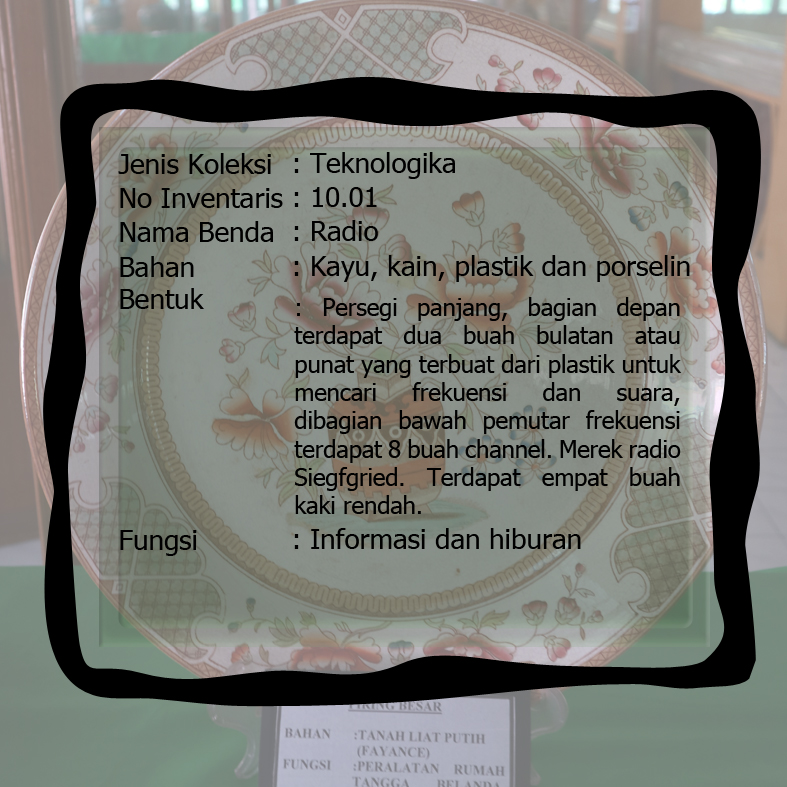 Jenis Koleksi : Teknologika
No Inventaris : 10.01
Nama Benda : Radio
Bahan : Kayu, kain, plastik dan porselin
Bentuk : Persegi panjang, bagian depan
terdapat dua buah bulatan atau
punat yang terbuat dari plastik untuk
mencari frekuensi dan suara,
dibagian bawah pemutar frekuensi
terdapat 8 buah channel. Merek radio
Siegfgried. Terdapat empat buah
kaki rendah.
Fungsi : Informasi dan hiburan
PIRING BESAR
BAHAN :TANAH LIAT PUTIH
(FAYANCE)
FUNGSI :PERALATAN RUMAH
TANGGA BELANDA